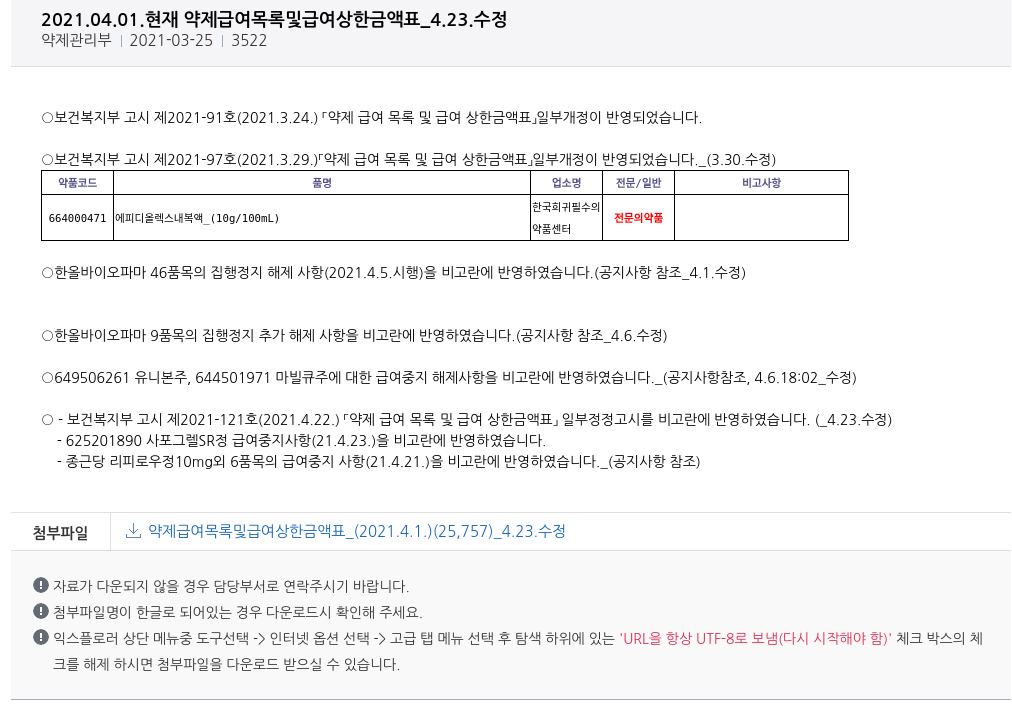 2021.04.01.현재 약제급여목록및급여상한금액표_4.23.수정
약제관리부 | 2021-03-25 | 3522
○보건복지부 고시 제2021-91호(2021.3.24.)「약제 급여 목록 및 급여 상한금액표」일부개정이 반영되었습니다.
○보건복지부 고시 제2021-97호(2021.3.29.)「약제 급여 목록 및 급여 상한금액표」일부개정이 반영되었습니다._(3.30.수정)
약품코드 품명 업소명 전문/일반 비고사항
664000471 에피디올렉스내복액_(10g/100mL) 한국희귀필수의 전문의약품
약품센터
○한올바이오파마 46품목의 집행정지 해제 사항(2021.4.5.시행)을 비고란에 반영하였습니다.(공지사항 참조_4.1.수정)
○한올바이오파마 9품목의 집행정지 추가 해제 사항을 비고란에 반영하였습니다.(공지사항 참조_4.6.수정)
○649506261 유니본주, 644501971 마빌큐주에 대한 급여중지 해제사항을 비고란에 반영하였습니다._(공지사항참조, 4.6.18:02_수정)
○ - 보건복지부 고시 제2021-121호(2021.4.22.)「약제 급여 목록 및 급여 상한금액표」 일부정정고시를 비고란에 반영하였습니다. (_4.23.수정)
- 625201890 사포그렐SR정 급여중지사항(21.4.23.)을 비고란에 반영하였습니다.
- 종근당 리피로우정10mg외 6품목의 급여중지 사항(21.4.21.)을 비고란에 반영하였습니다._(공지사항 참조)
첨부파일 약제급여목록및급여상한금액표_(2021.4.1.)(25,757)_4.23.수정
자료가 다운되지 않을 경우 담당부서로 연락주시기 바랍니다.
첨부파일명이 한글로 되어있는 경우 다운로드시 확인해 주세요.
익스플로러 상단 메뉴중 도구선택 -> 인터넷 옵션 선택 -> 고급 탭 메뉴 선택 후 탐색 하위에 있는 'URL을 항상 UTF-8로 보냄(다시 시작해야 함)' 체크 박스의 체
크를 해제 하시면 첨부파일을 다운로드 받으실 수 있습니다.